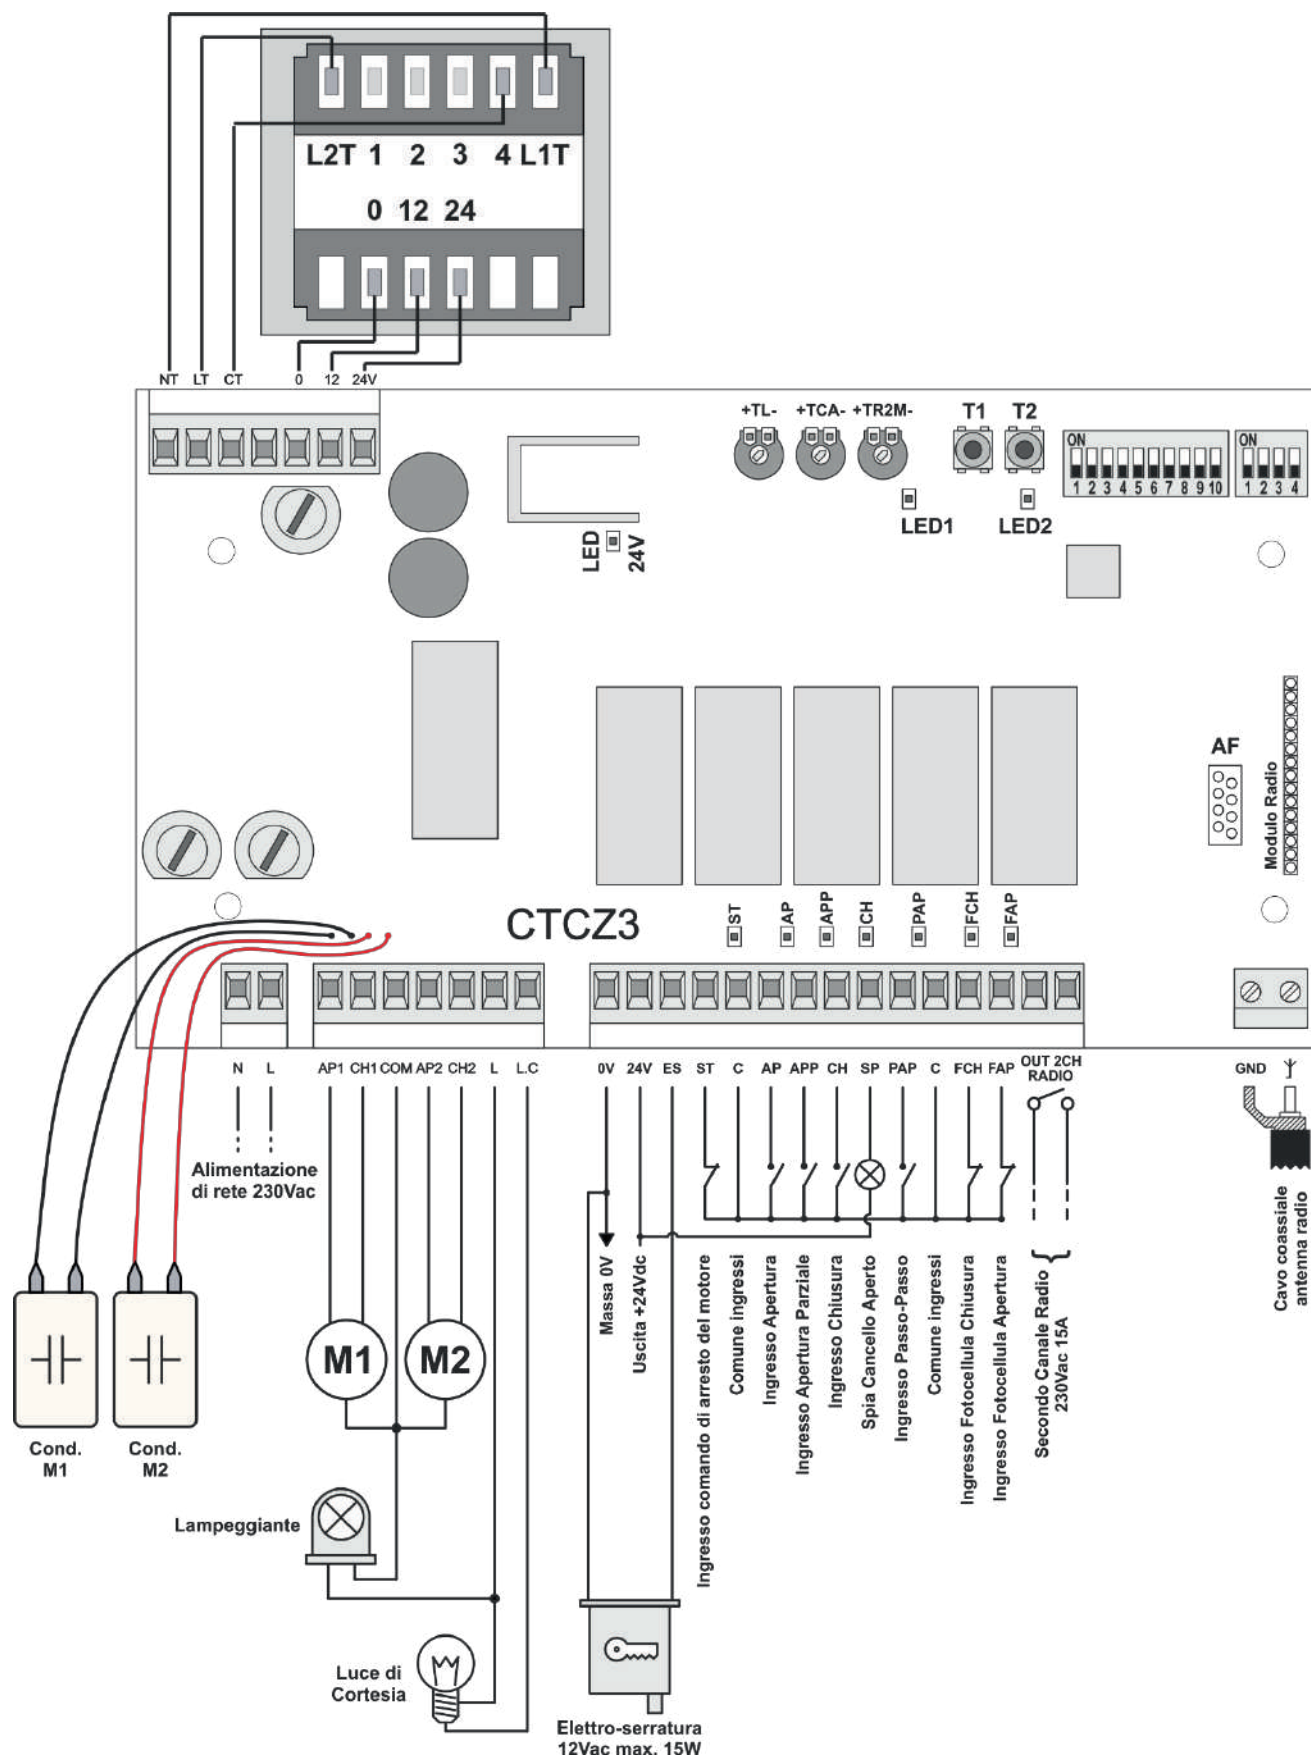 L2T 1 2 3 4 L1T
0 12 24
NT LT CT 0 12 24V
+TL- +TCA- +TR2M- T1 T2
ON
1 2 3 4 5 6 7 8 9 10
ON
1 2 3 4
LED1 LED2
LED 24V
AF
Modulo Radio
CTCZ3
ST AP APP CH PAP FCH FAP
N L AP1 CH1 COM AP2 CH2 L L.C 0V 24V ES ST C AP APP CH SP PAP C FCH FAP
OUT 2CH
RADIO
GND
Alimentazione
di rete 230Vac
Massa 0V
Uscita +24Vdc
Ingresso comando di arresto del motore
Comune ingressi
Ingresso Apertura
Ingresso Apertura Parziale
Ingresso Chiusura
Spia Cancello Aperto
Ingresso Passo-Passo
Comune ingressi
Ingresso Fotocellula Chiusura
Ingresso Fotocellula Apertura
Secondo Canale Radio
230Vac 15A
Cavo coassiale
antenna radio
M1 M2
Cond.
M1
Cond.
M2
Lampeggiante
Luce di
Cortesia
Elettro-serratura
12Vac max. 15W